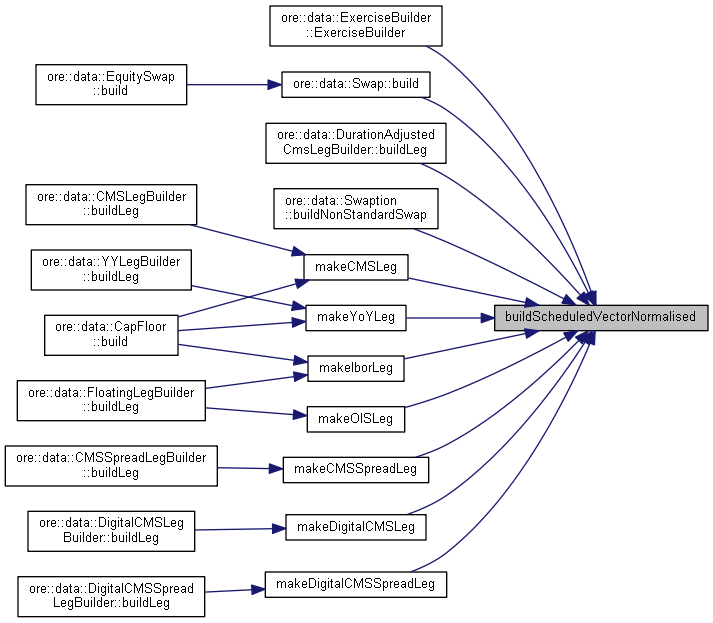 ore::data::ExerciseBuilder
::ExerciseBuilder
ore::data::EquitySwap
::build
ore::data::Swap::build
ore::data::DurationAdjusted
CmsLegBuilder::buildLeg
ore::data::CMSLegBuilder
::buildLeg
ore::data::Swaption
::buildNonStandardSwap
ore::data::YYLegBuilder
::buildLeg
makeCMSLeg
ore::data::CapFloor
::build
makeYoYLeg
buildScheduledVectorNormalised
makeIborLeg
ore::data::FloatingLegBuilder
::buildLeg
makeOISLeg
ore::data::CMSSpreadLegBuilder
::buildLeg
makeCMSSpreadLeg
ore::data::DigitalCMSLeg
Builder::buildLeg
makeDigitalCMSLeg
ore::data::DigitalCMSSpread
LegBuilder::buildLeg
makeDigitalCMSSpreadLeg